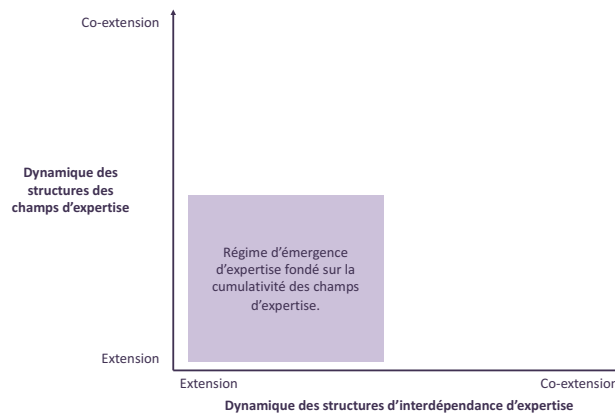 Co-extension
Dynamique des
structures des
champs d’expertise
Régime d’émergence
d’expertise fondé sur la
cumulativité des champs
d’expertise.
Extension
Extension
Co-extension
Dynamique des structures d’interdépendance d’expertise